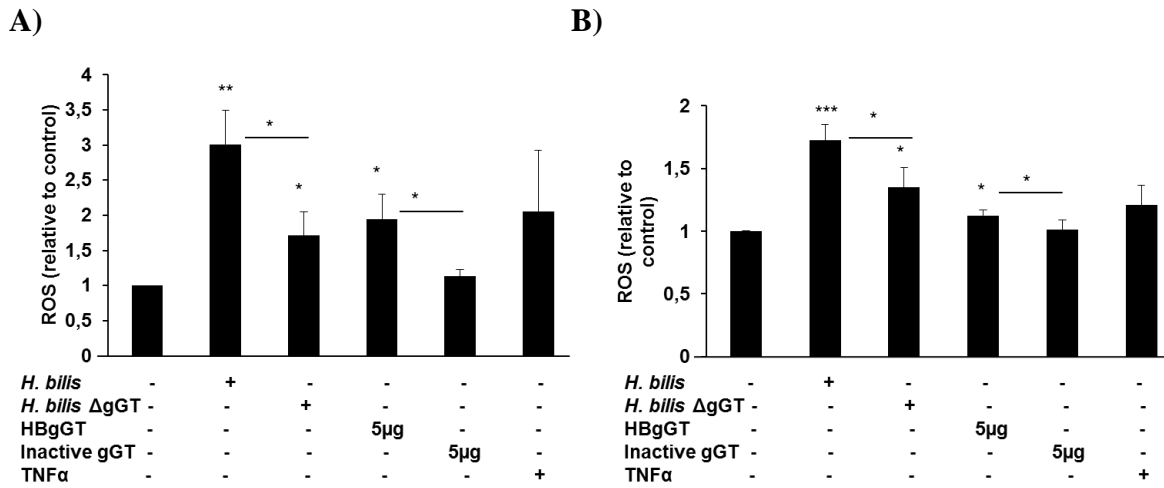 A)
B)
ROS (relative to control)
4
3,5
3
2,5
2
1,5
1
0,5
0
**
*
*
*
*
H. bilis - + - - - -
H. bilis ΔgGT - - + - - -
HBgGT - - - 5µg - -
Inactive gGT - - - - 5µg -
TNFα - - - - - +
ROS (relative to
control)
2
1,5
1
0,5
0
***
*
*
*
*
H. bilis - + - - - -
H. bilis ΔgGT - - + - - -
HBgGT - - - 5µg - -
Inactive gGT - - - - 5µg -
TNFα - - - - - +